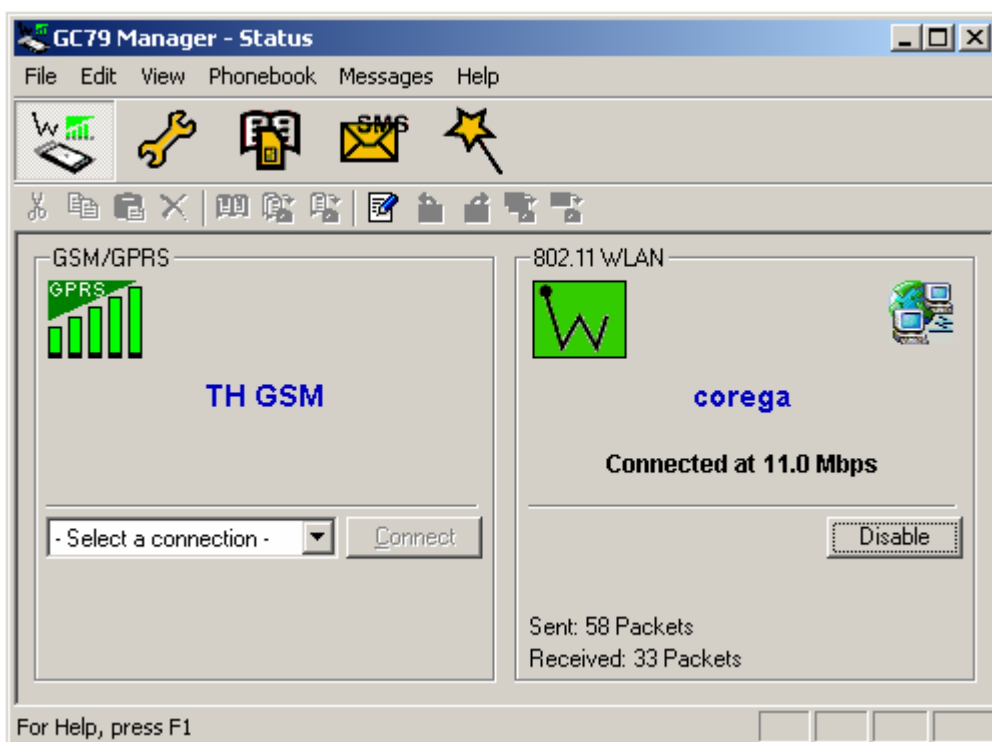 GC79 Manager - Status
File Edit View Phonebook Messages Help
SMS
GSM/GPRS
GPRS
TH GSM
- Select a connection -
Connect
802.11 WLAN
corega
Connected at 11.0 Mbps
Disable
Sent: 58 Packets
Received: 33 Packets
For Help, press F1